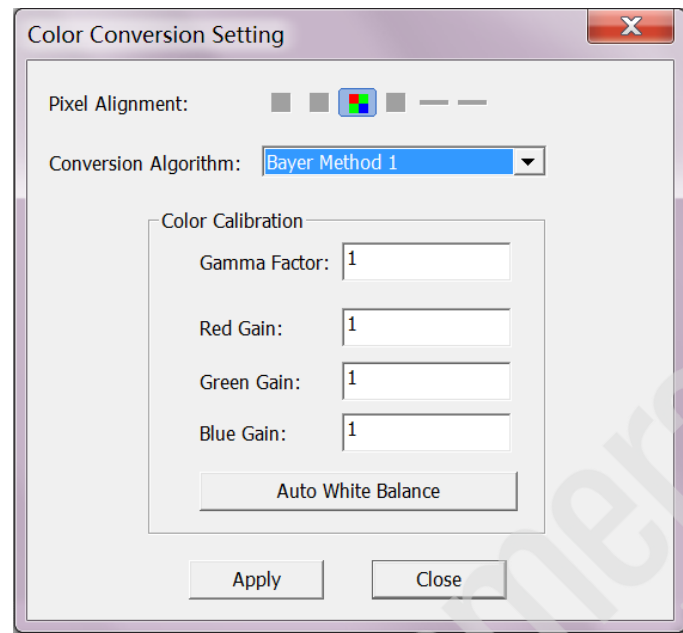 Color Conversion Setting
Pixel Alignment:
Conversion Algorithm: Bayer Method 1
Color Calibration
Gamma Factor: 1
Red Gain: 1
Green Gain: 1
Blue Gain: 1
Auto White Balance
Apply Close